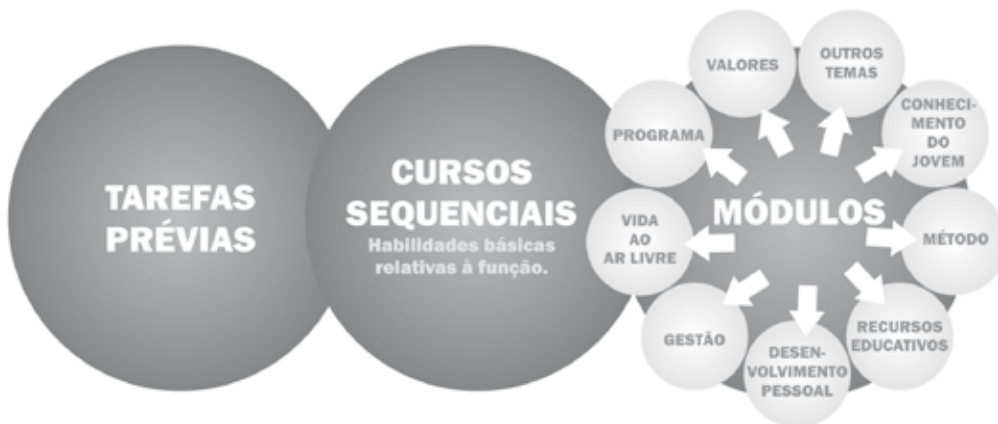 TAREFAS
PRÉVIAS
CURSOS
SEQUENCIAIS
Habilidades básicas
relativas à função.
MÓDULOS
VALORES
OUTROS
TEMAS
CONHECI-
MENTO
DO
JOVEM
MÉTODO
RECURSOS
EDUCATIVOS
DESEN-
VOLVIMENTO
PESSOAL
GESTÃO
VIDA
AO
AR LIVRE
PROGRAMA